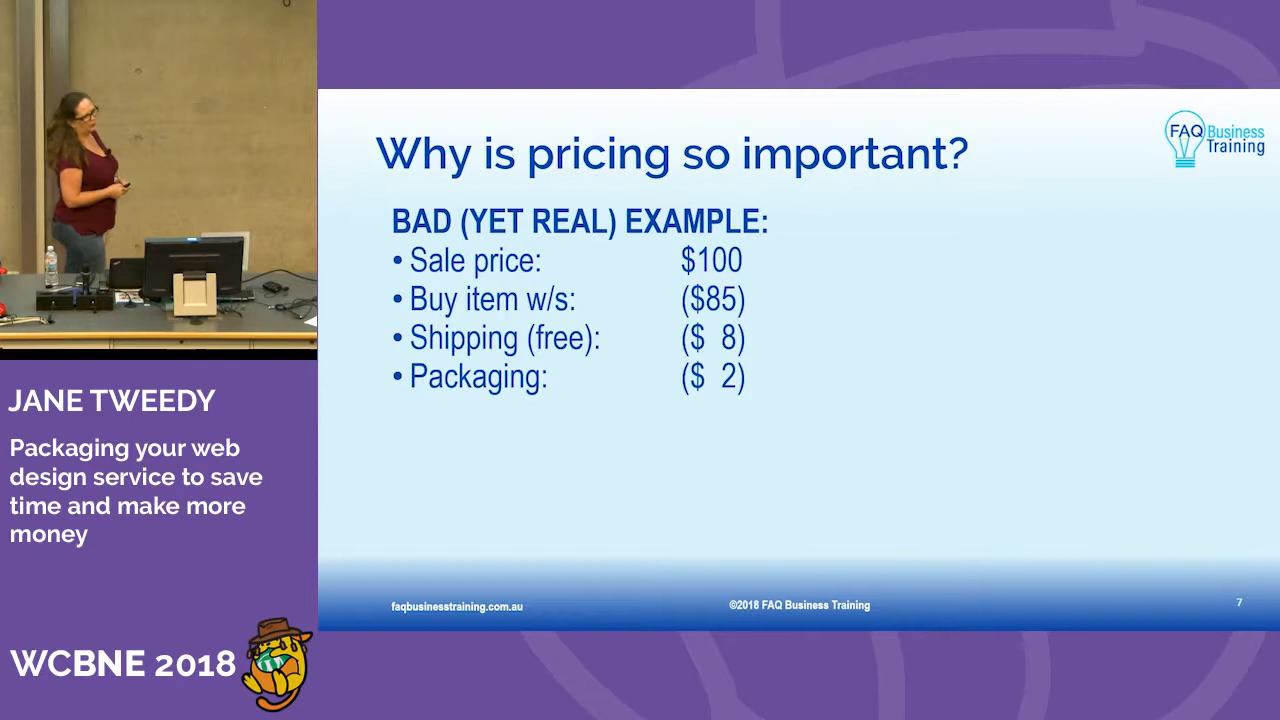 Why is pricing so important?
FAQ Business
Training
BAD (YET REAL) EXAMPLE:
• Sale price: $100
• Buy item w/s: ($85)
• Shipping (free): ($ 8)
• Packaging: ($ 2)
faqbusinesstraining.com.au ©2018 FAQ Business Training 7
JANE TWEEDY
Packaging your web
design service to save
time and make more
money
WCBNE 2018